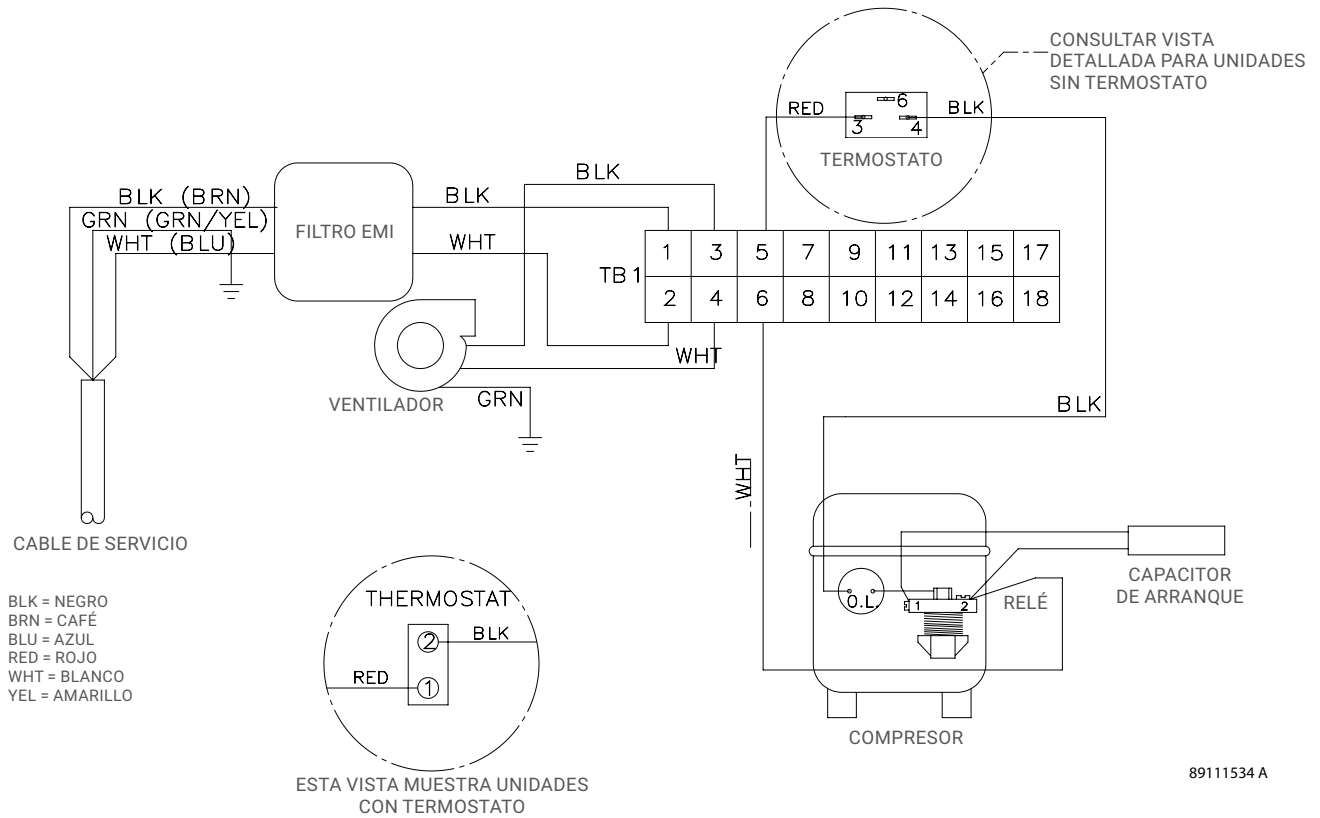 CONSULTAR VISTA
DETALLADA PARA UNIDADES
SIN TERMOSTATO
6
RED
BLK
3
4
TERMOSTATO
BLK
BLK (BRN)
BLK
GRN (GRN/YEL)
FILTRO EMI
WHT (BLU)
WHT
1 3 5 7 9 11 13 15 17
TB 1
2 4 6 8 10 12 14 16 18
WHT
VENTILADOR
GRN
BLK
WHT
CABLE DE SERVICIO
CAPACITOR
DE ARRANQUE
O.L.
1
2
RELÉ
BLK = NEGRO
BRN = CAFÉ
BLU = AZUL
RED = ROJO
WHT = BLANCO
YEL = AMARILLO
THERMOSTAT
2
BLK
RED
1
COMPRESOR
ESTA VISTA MUESTRA UNIDADES
CON TERMOSTATO
89111534 A